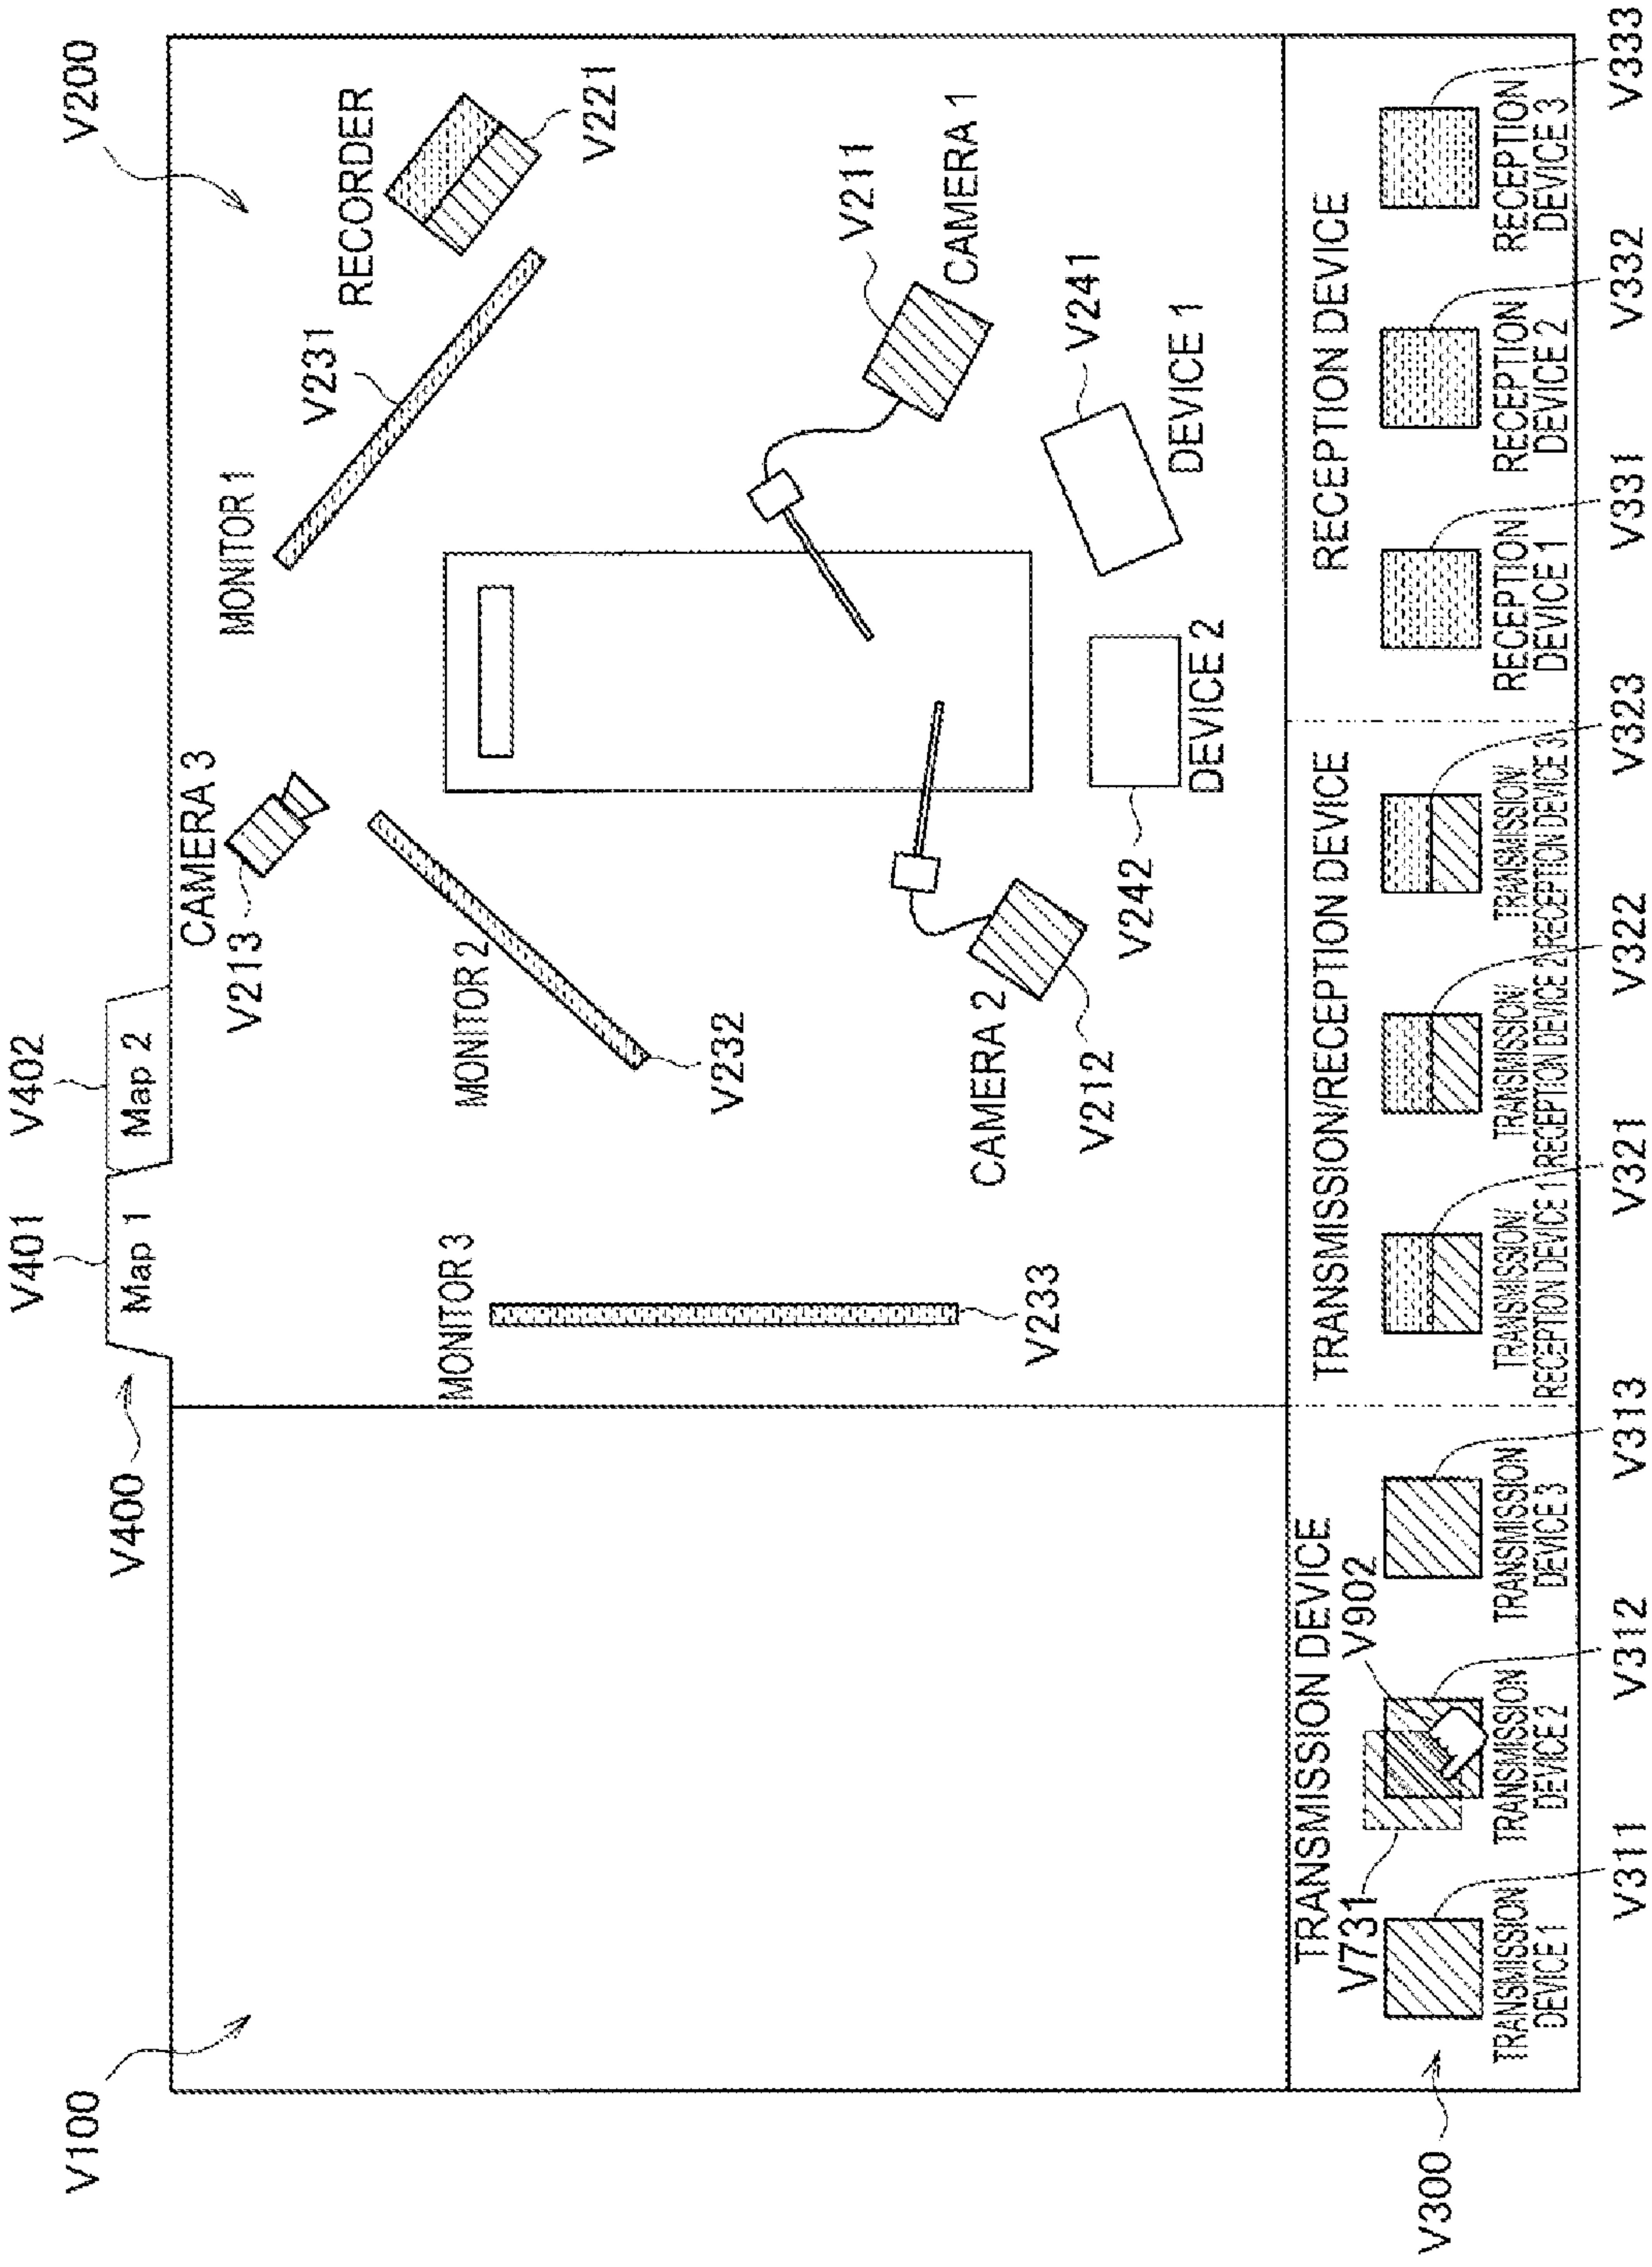 V401
V402
Map 1
Map 2
V400
V100
V200
CAMERA 3
V213
MONITOR 1
V231
RECORDER
V221
MONITOR 3
V233
MONITOR 2
V232
CAMERA 2
V212
V211
CAMERA 1
V242
DEVICE 2
V241
DEVICE 1
V300
TRANSMISSION DEVICE
V731
V902
TRANSMISSION
DEVICE 1
TRANSMISSION
DEVICE 2
TRANSMISSION
DEVICE 3
TRANSMISSION/RECEPTION DEVICE
TRANSMISSION/
RECEPTION DEVICE 1
TRANSMISSION/
RECEPTION DEVICE 2
TRANSMISSION/
RECEPTION DEVICE 3
RECEPTION DEVICE
RECEPTION
DEVICE 1
RECEPTION
DEVICE 2
RECEPTION
DEVICE 3
V311
V312
V313
V321
V322
V323
V331
V332
V333